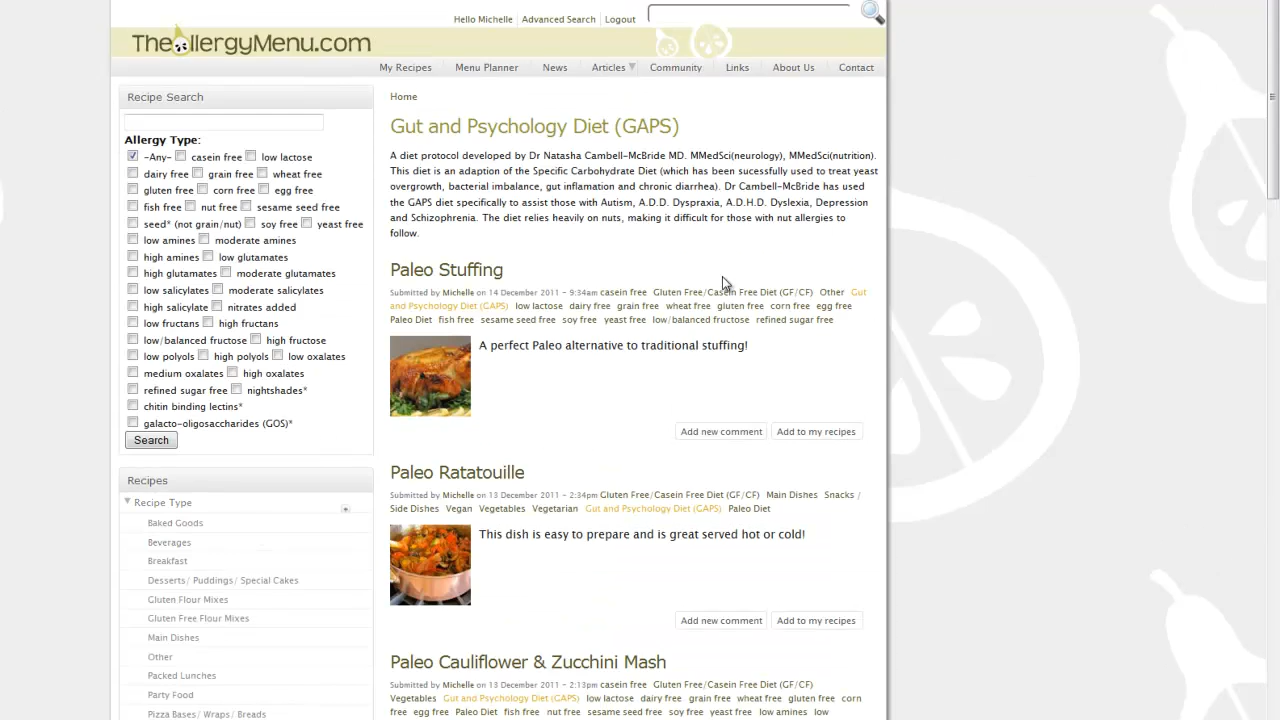 Hello Michelle Advanced Search Logout
TheAllergyMenu.com
My Recipes Menu Planner News Articles Community Links About Us Contact
Recipe Search
Allergy Type:
-Any- casein free low lactose
dairy free grain free wheat free
gluten free corn free egg free
fish free nut free sesame seed free
seed* (not grain/nut) soy free yeast free
low amines moderate amines
high amines low glutamates
high glutamates moderate glutamates
low salicylates moderate salicylates
high salicylate nitrates added
low fructans high fructans
low/balanced fructose high fructose
low polyols high polyols low oxalates
medium oxalates high oxalates
refined sugar free nightshades*
chitin binding lectins*
galacto-oligosaccharides (GOS)*
Search
Recipes
Recipe Type
Baked Goods
Beverages
Breakfast
Desserts/ Puddings/ Special Cakes
Gluten Flour Mixes
Gluten Free Flour Mixes
Main Dishes
Other
Packed Lunches
Party Food
Pizza Bases/ Wraps/ Breads
Home
Gut and Psychology Diet (GAPS)
A diet protocol developed by Dr Natasha Cambell-McBride MD. MMedSci(neurology), MMedSci(nutrition).
This diet is an adaption of the Specific Carbohydrate Diet (which has been sucessfully used to treat yeast
overgrowth, bacterial imbalance, gut inflamation and chronic diarrhea). Dr Cambell-McBride has used
the GAPS diet specifically to assist those with Autism, A.D.D. Dyspraxia, A.D.H.D. Dyslexia, Depression
and Schizophrenia. The diet relies heavily on nuts, making it difficult for those with nut allergies to
follow.
Paleo Stuffing
Submitted by Michelle on 14 December 2011 - 9:34am casein free Gluten Free/Casein Free Diet (GF/CF) Other Gut
and Psychology Diet (GAPS) low lactose dairy free grain free wheat free gluten free corn free egg free
Paleo Diet fish free sesame seed free soy free yeast free low/balanced fructose refined sugar free
A perfect Paleo alternative to traditional stuffing!
Add new comment Add to my recipes
Paleo Ratatouille
Submitted by Michelle on 13 December 2011 - 2:34pm Gluten Free/Casein Free Diet (GF/CF) Main Dishes Snacks /
Side Dishes Vegan Vegetables Vegetarian Gut and Psychology Diet (GAPS) Paleo Diet
This dish is easy to prepare and is great served hot or cold!
Add new comment Add to my recipes
Paleo Cauliflower & Zucchini Mash
Submitted by Michelle on 13 December 2011 - 2:13pm casein free Gluten Free/Casein Free Diet (GF/CF)
Vegetables Gut and Psychology Diet (GAPS) low lactose dairy free grain free wheat free gluten free corn
free egg free Paleo Diet fish free nut free sesame seed free soy free yeast free low amines low